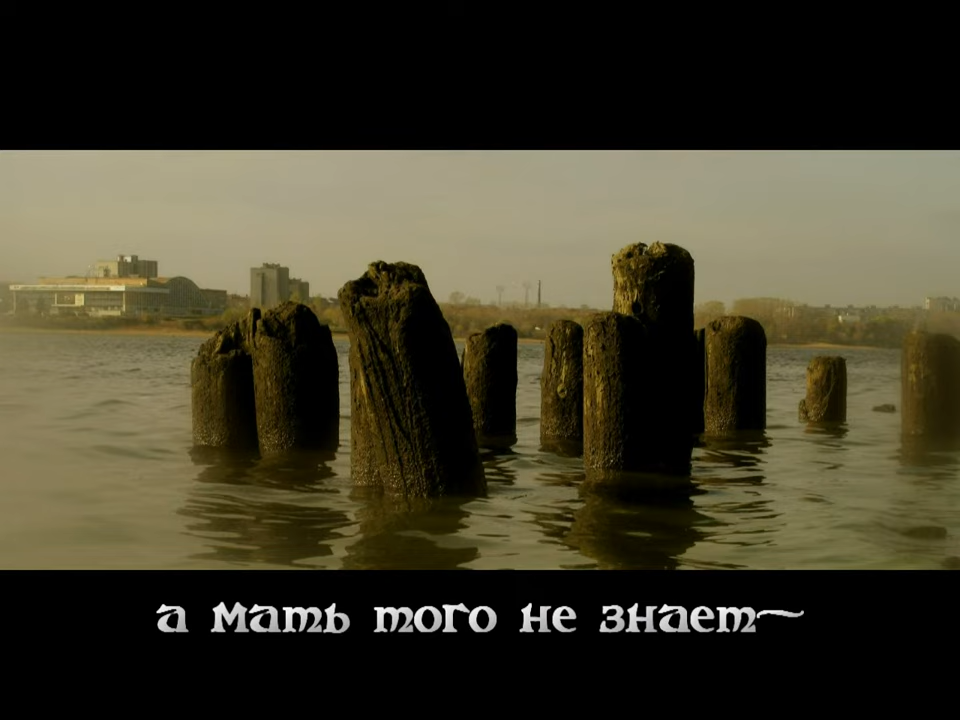 а мать того не знает~